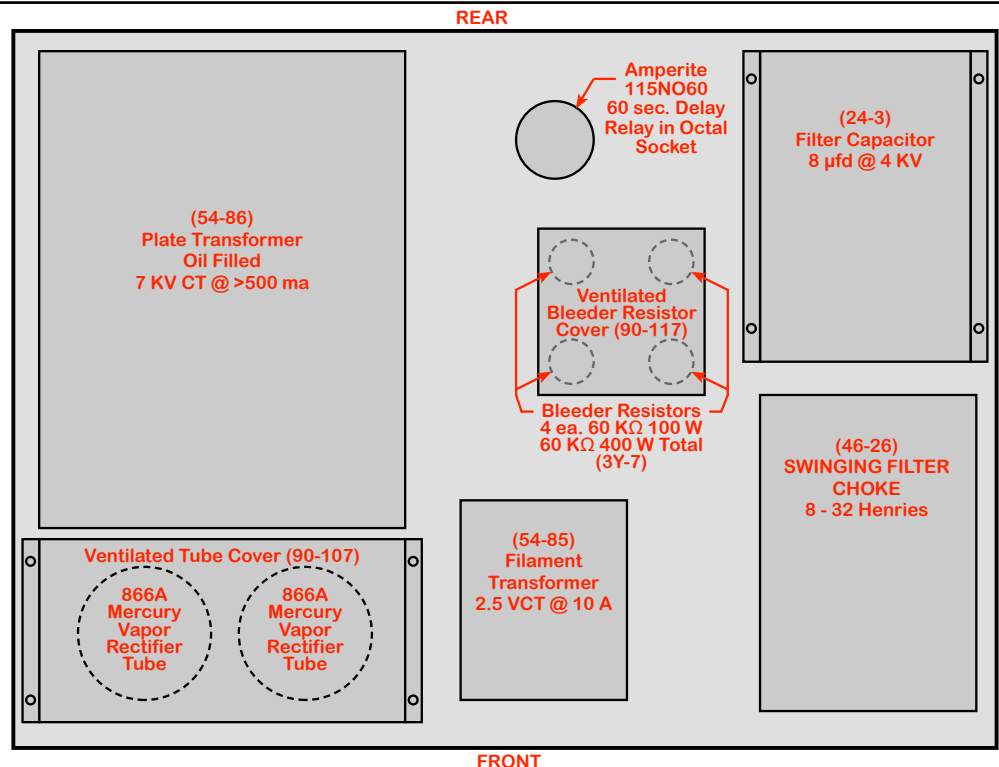 REAR
(54-86)
Plate Transformer
Oil Filled
7 KV CT @ >500 ma
Amperite
115NO60
60 sec. Delay
Relay in Octal
Socket
(24-3)
Filter Capacitor
8 µfd @ 4 KV
Ventilated
Bleeder Resistor
Cover (90-117)
Bleeder Resistors
4 ea. 60 KΩ 100 W
60 KΩ 400 W Total
(3Y-7)
(46-26)
SWINGING FILTER
CHOKE
8 - 32 Henries
(54-85)
Filament
Transformer
2.5 VCT @ 10 A
Ventilated Tube Cover (90-107)
866A
Mercury
Vapor
Rectifier
Tube
866A
Mercury
Vapor
Rectifier
Tube
FRONT